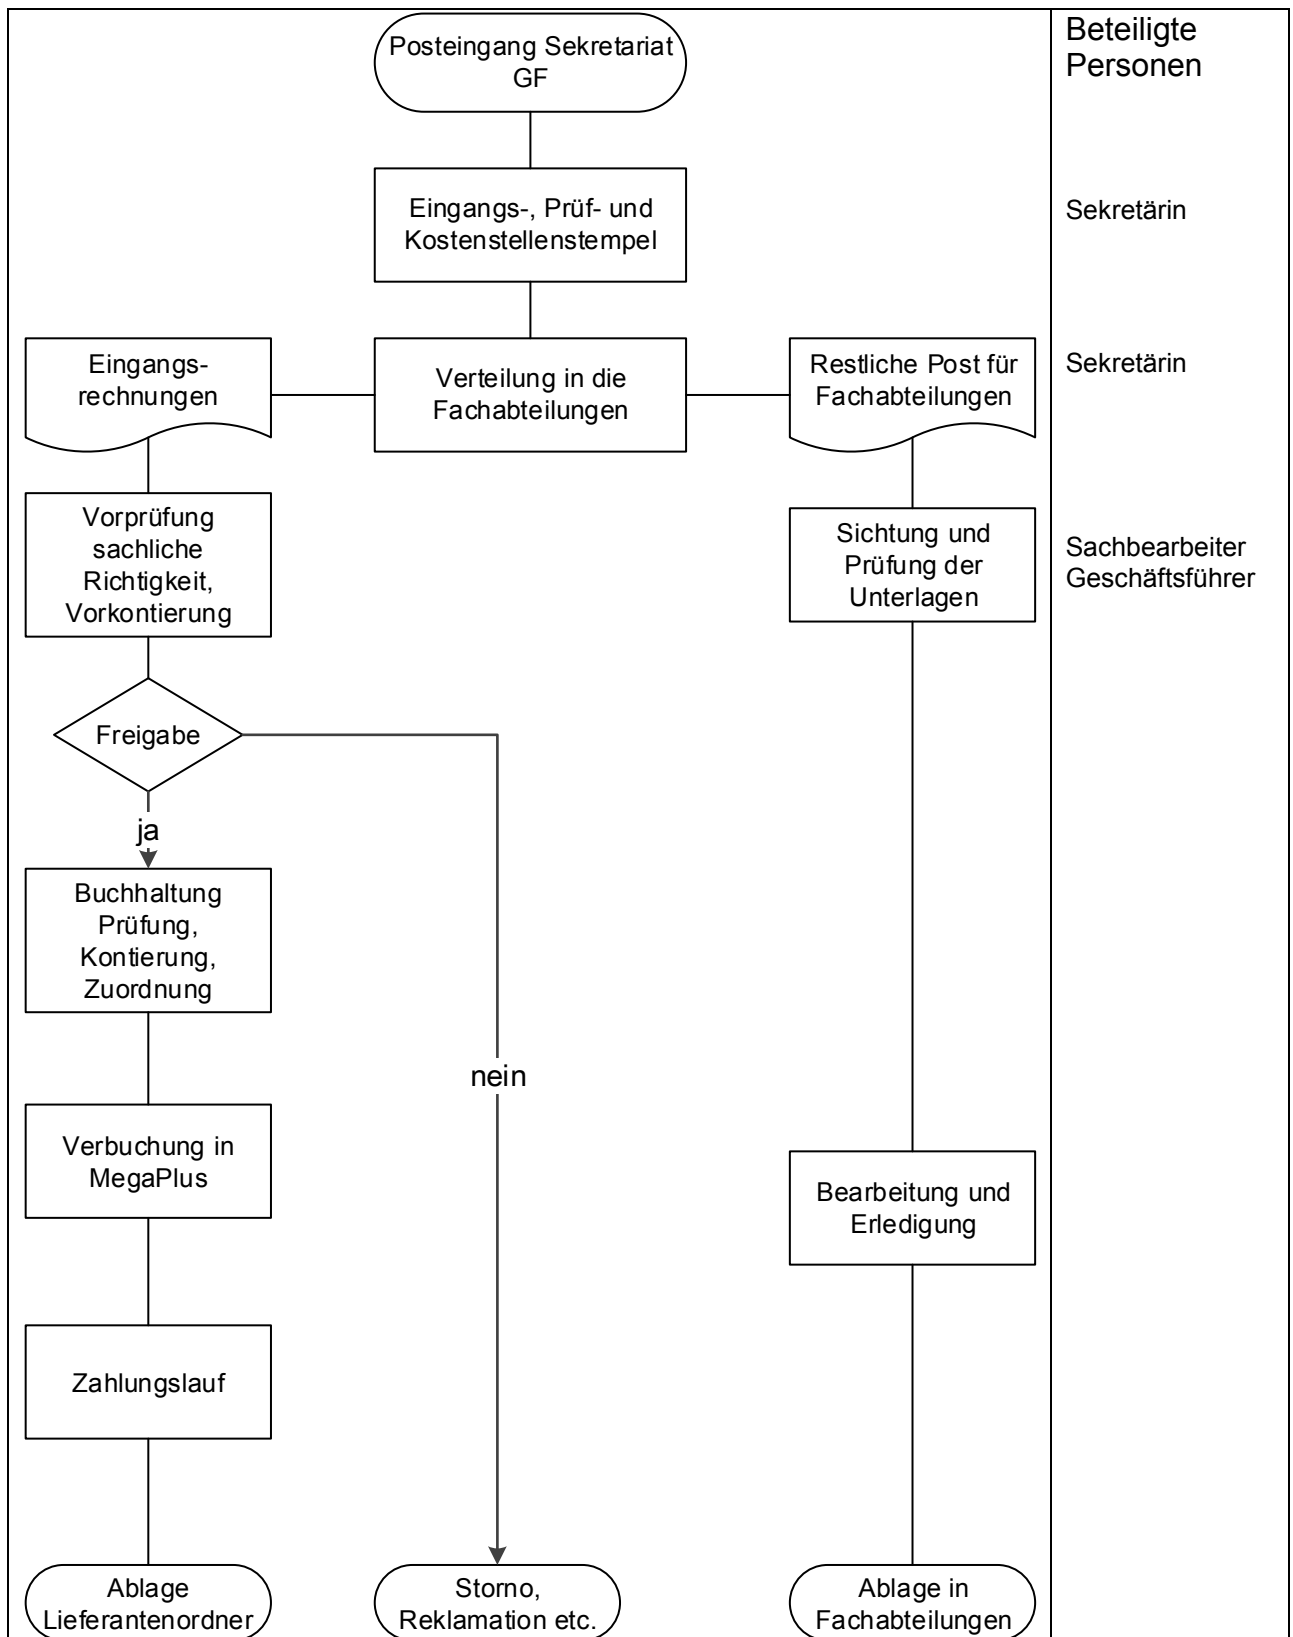 Posteingang Sekretariat
GF
Beteiligte
Personen
Eingangs-, Prüf- und
Kostenstellenstempel
Sekretärin
Eingangs-
rechnungen
Verteilung in die
Fachabteilungen
Restliche Post für
Fachabteilungen
Sekretärin
Vorprüfung
sachliche
Richtigkeit,
Vorkontierung
Sichtung und
Prüfung der
Unterlagen
Sachbearbeiter
Geschäftsführer
Freigabe
ja
Buchhaltung
Prüfung,
Kontierung,
Zuordnung
nein
Verbuchung in
MegaPlus
Bearbeitung und
Erledigung
Zahlungslauf
Ablage
Lieferantenordner
Storno,
Reklamation etc.
Ablage in
Fachabteilungen